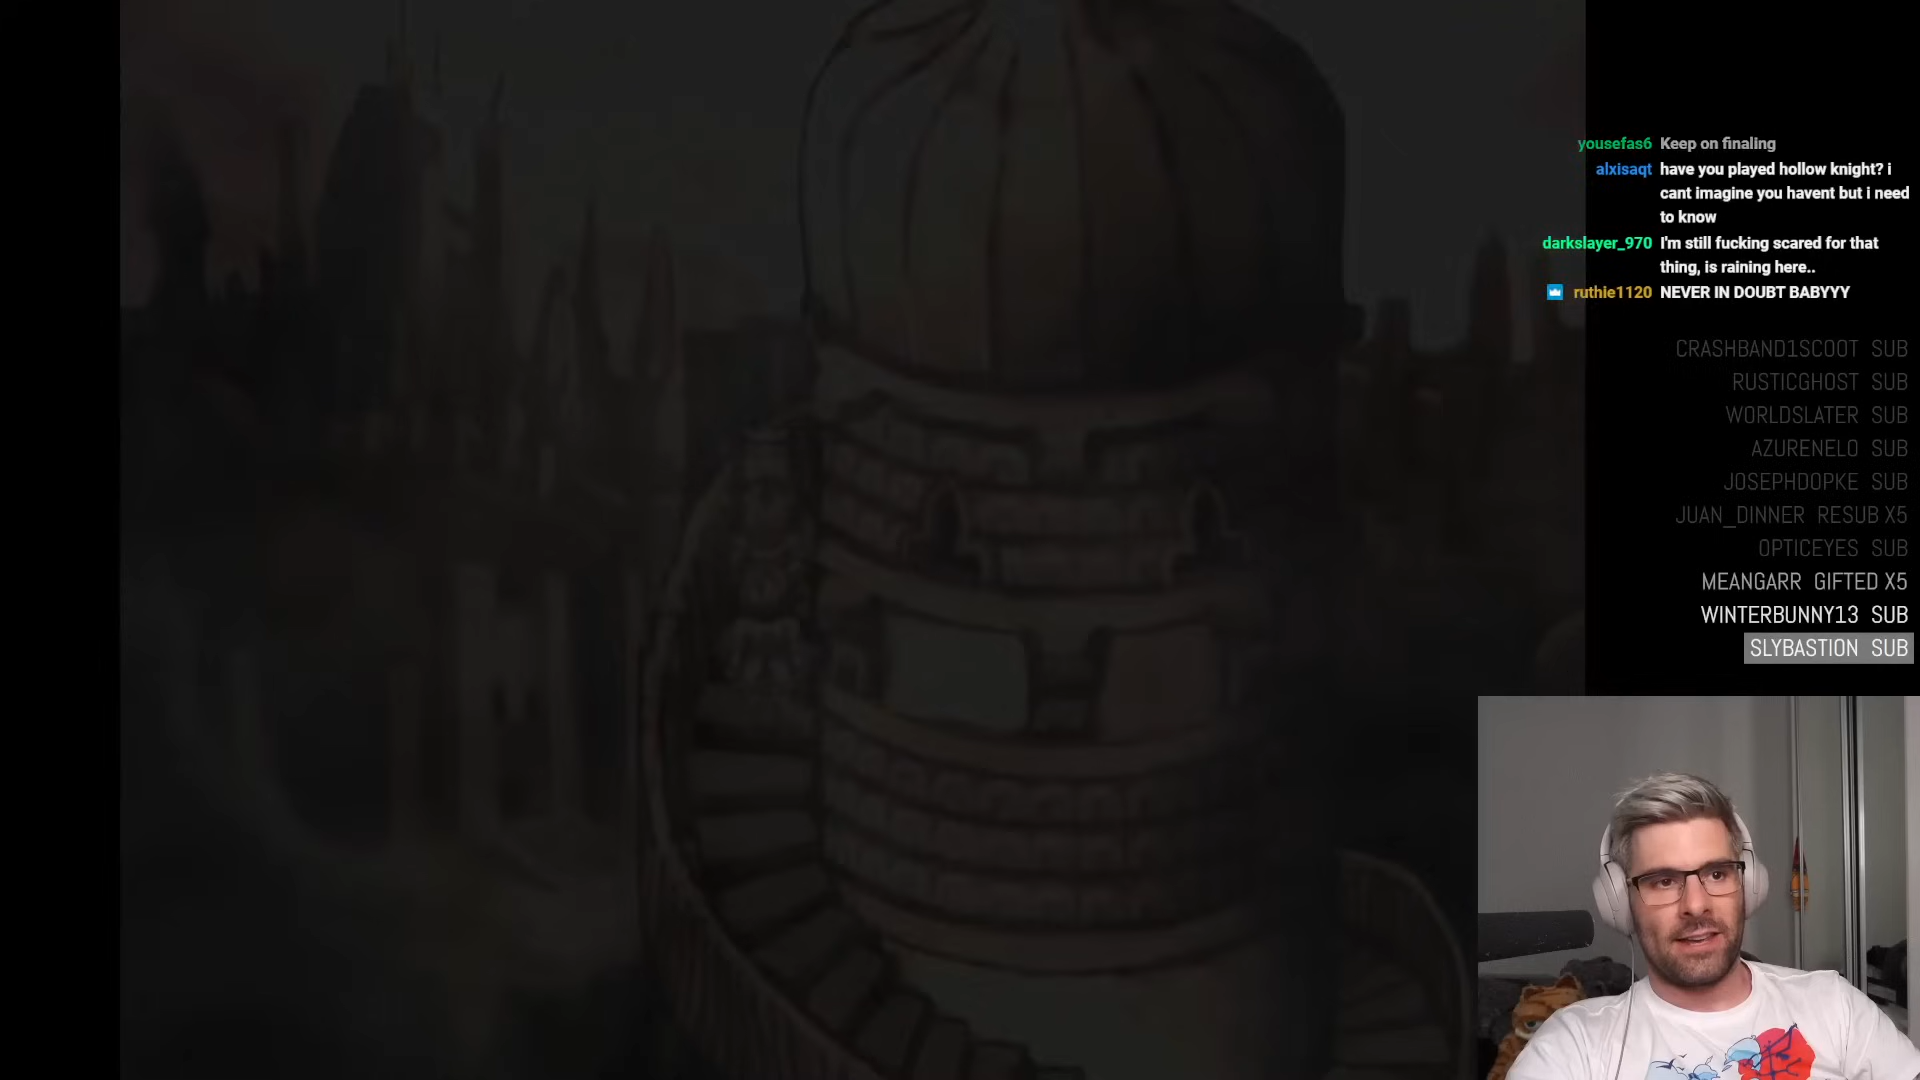 yousefas6 Keep on finaling
alxisaqt have you played hollow knight? i
cant imagine you havent but i need
to know
darkslayer_970 I'm still fucking scared for that
thing, is raining here..
ruthie1120 NEVER IN DOUBT BABYYY
CRASHBAND1SCOOT SUB
RUSTICGHOST SUB
WORLDSLATER SUB
AZURENELO SUB
JOSEPHDOPKE SUB
JUAN_DINNER RESUB X5
OPTICEYES SUB
MEANGARR GIFTED X5
WINTERBUNNY13 SUB
SLYBASTION SUB